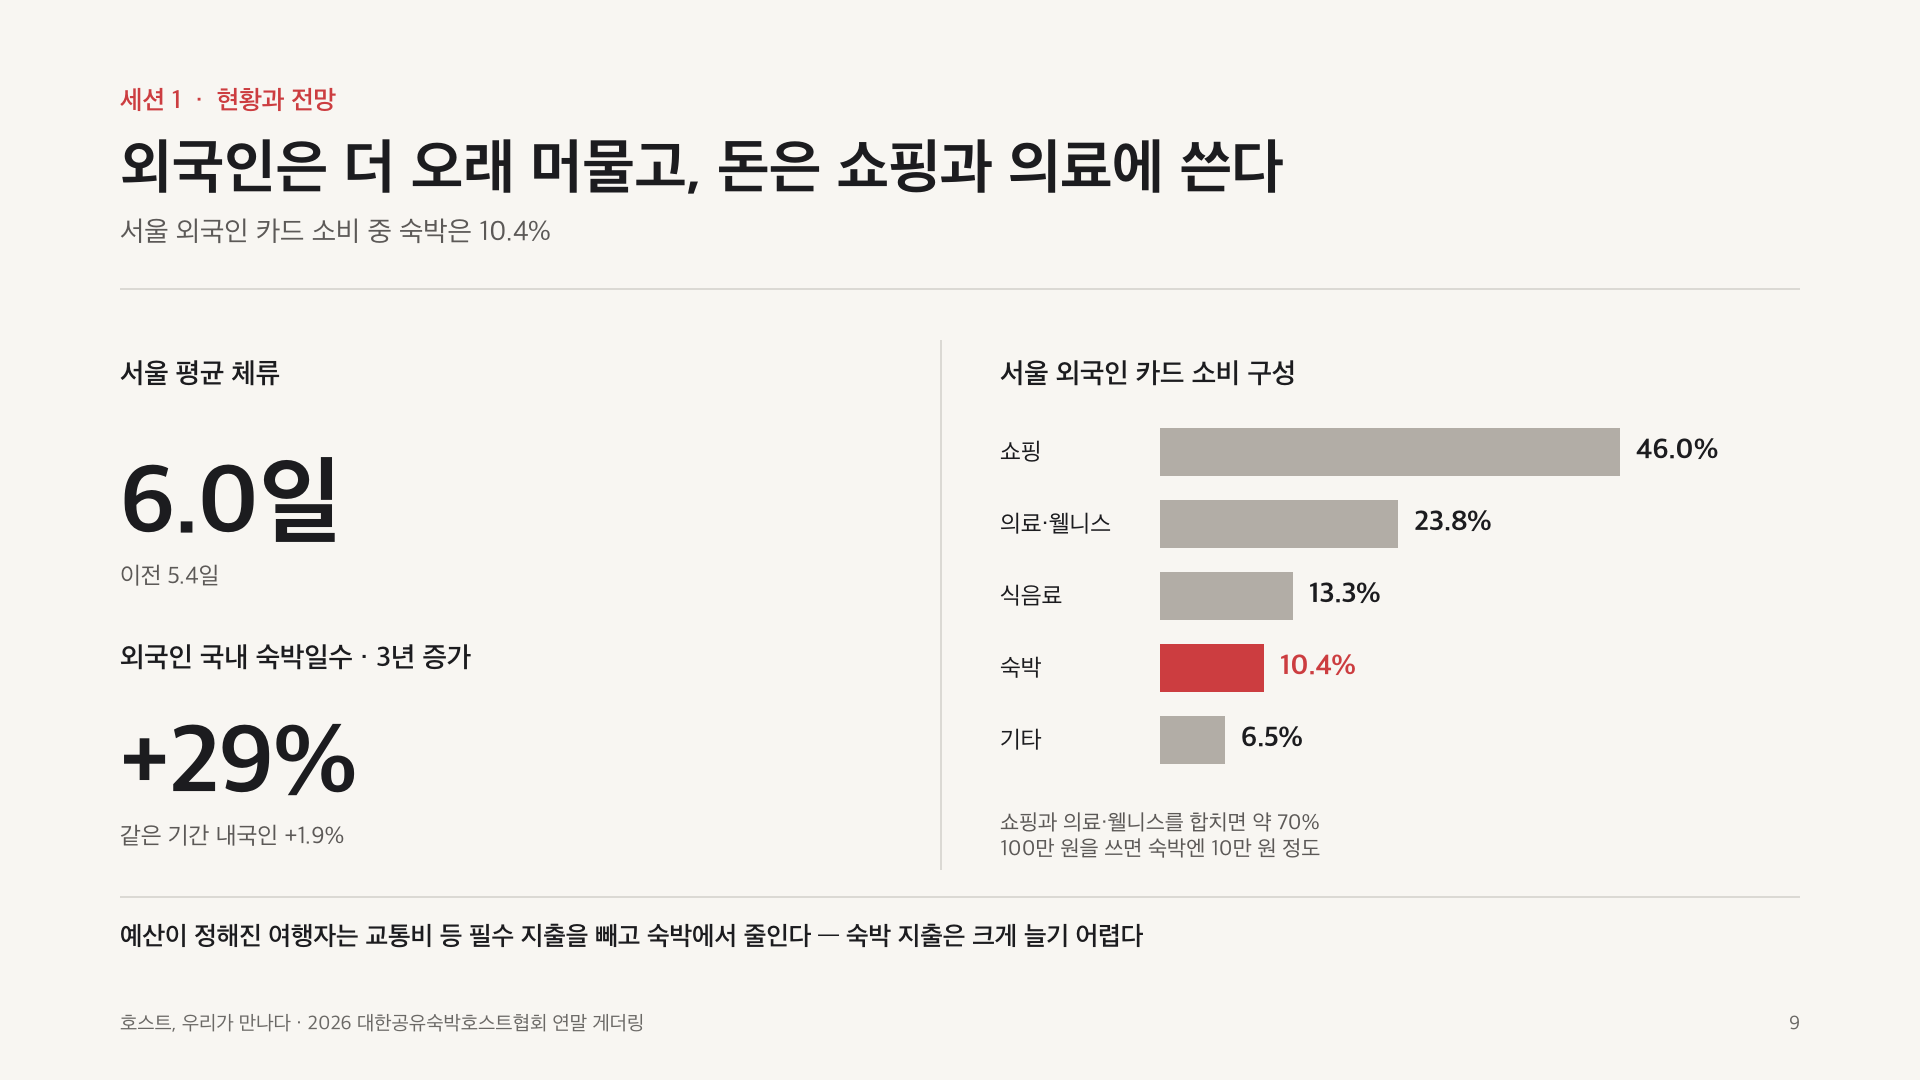 세션 1 · 현황과 전망
외국인은 더 오래 머물고, 돈은 쇼핑과 의료에 쓴다
서울 외국인 카드 소비 중 숙박은 10.4%
서울 평균 체류
6.0일
이전 5.4일
외국인 국내 숙박일수 · 3년 증가
+29%
같은 기간 내국인 +1.9%
서울 외국인 카드 소비 구성
쇼핑 46.0%
의료·웰니스 23.8%
식음료 13.3%
숙박 10.4%
기타 6.5%
쇼핑과 의료·웰니스를 합치면 약 70%
100만 원을 쓰면 숙박엔 10만 원 정도
예산이 정해진 여행자는 교통비 등 필수 지출을 빼고 숙박에서 줄인다 — 숙박 지출은 크게 늘기 어렵다
호스트, 우리가 만나다 · 2026 대한공유숙박호스트협회 연말 게더링
9